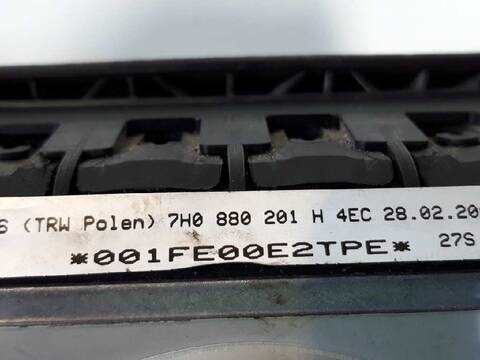 (TRW Polen) 7H0 880 201 H 4EC 28.02.20
*001FE00E2TPE* 27S